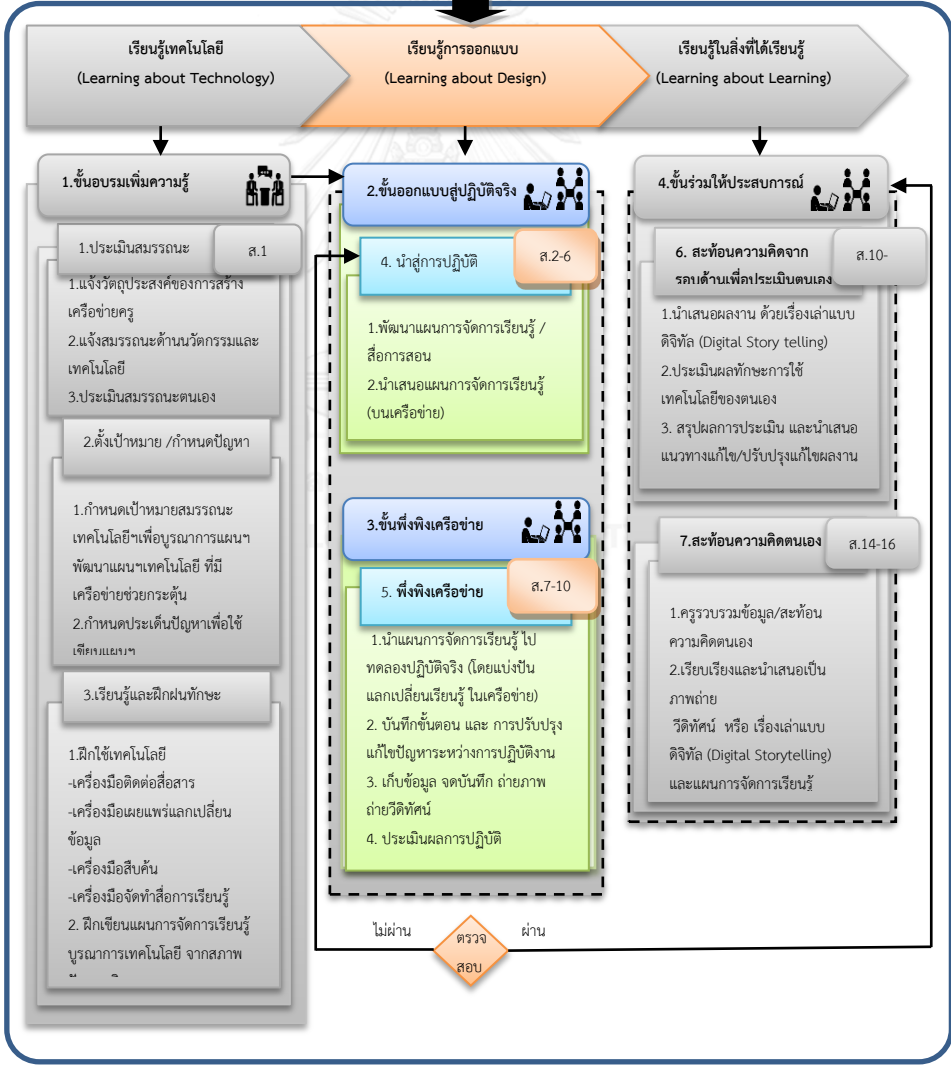 เรียนรู้เทคโนโลยี
(Learning about Technology)
เรียนรู้การออกแบบ
(Learning about Design)
เรียนรู้ในสิ่งที่ได้เรียนรู้
(Learning about Learning)
1.ขั้นอบรมเพิ่มความรู้
1.ประเมินสมรรถนะ
ส.1
1.แจ้งวัตถุประสงค์ของการสร้าง
เครือข่ายครู
2.แจ้งสมรรถนะด้านนวัตกรรมและ
เทคโนโลยี
3.ประเมินสมรรถนะตนเอง
2.ตั้งเป้าหมาย /กำหนดปัญหา
1.กำหนดเป้าหมายสมรรถนะ
เทคโนโลยีฯเพื่อบูรณาการแผนฯ
พัฒนาแผนฯเทคโนโลยี ที่มี
เครือข่ายช่วยกระตุ้น
2.กำหนดประเด็นปัญหาเพื่อใช้
เขียนแผนฯ
3.เรียนรู้และฝึกฝนทักษะ
1.ฝึกใช้เทคโนโลยี
-เครื่องมือติดต่อสื่อสาร
-เครื่องมือเผยแพร่แลกเปลี่ยน
ข้อมูล
-เครื่องมือสืบค้น
-เครื่องมือจัดทำสื่อการเรียนรู้
2. ฝึกเขียนแผนการจัดการเรียนรู้
บูรณาการเทคโนโลยี จากสภาพ
2.ขั้นออกแบบสู่ปฏิบัติจริง
4. นำสู่การปฏิบัติ
ส.2-6
1.พัฒนาแผนการจัดการเรียนรู้ /
สื่อการสอน
2.นำเสนอแผนการจัดการเรียนรู้
(บนเครือข่าย)
3.ขั้นพึ่งพิงเครือข่าย
5. พึ่งพิงเครือข่าย
ส.7-10
1.นำแผนการจัดการเรียนรู้ ไป
ทดลองปฏิบัติจริง (โดยแบ่งปัน
แลกเปลี่ยนเรียนรู้ ในเครือข่าย)
2. บันทึกขั้นตอน และ การปรับปรุง
แก้ไขปัญหาระหว่างการปฏิบัติงาน
3. เก็บข้อมูล จดบันทึก ถ่ายภาพ
ถ่ายวีดิทัศน์
4. ประเมินผลการปฏิบัติ
ไม่ผ่าน
ตรวจ
สอบ
ผ่าน
4.ขั้นร่วมให้ประสบการณ์
6. สะท้อนความคิดจาก
รอบด้านเพื่อประเมินตนเอง
ส.10-
1.นำเสนอผลงาน ด้วยเรื่องเล่าแบบ
ดิจิทัล (Digital Story telling)
2.ประเมินผลทักษะการใช้
เทคโนโลยีของตนเอง
3. สรุปผลการประเมิน และนำเสนอ
แนวทางแก้ไข/ปรับปรุงแก้ไขผลงาน
7.สะท้อนความคิดตนเอง
ส.14-16
1.ครูรวบรวมข้อมูล/สะท้อน
ความคิดตนเอง
2.เรียบเรียงและนำเสนอเป็น
ภาพถ่าย
วีดิทัศน์ หรือ เรื่องเล่าแบบ
ดิจิทัล (Digital Storytelling)
และแผนการจัดการเรียนรู้